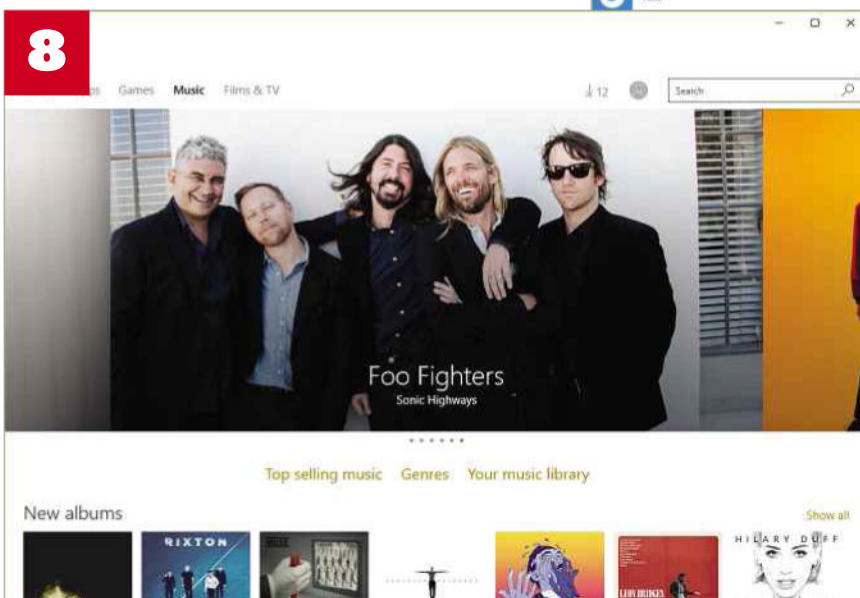 8
Games Music Films & TV
12
Search
Foo Fighters
Sonic Highways
Top selling music Genres Your music library
New albums
Show all
RIXTON
MUSE
LEON BRIDGES
HILARY DUFF